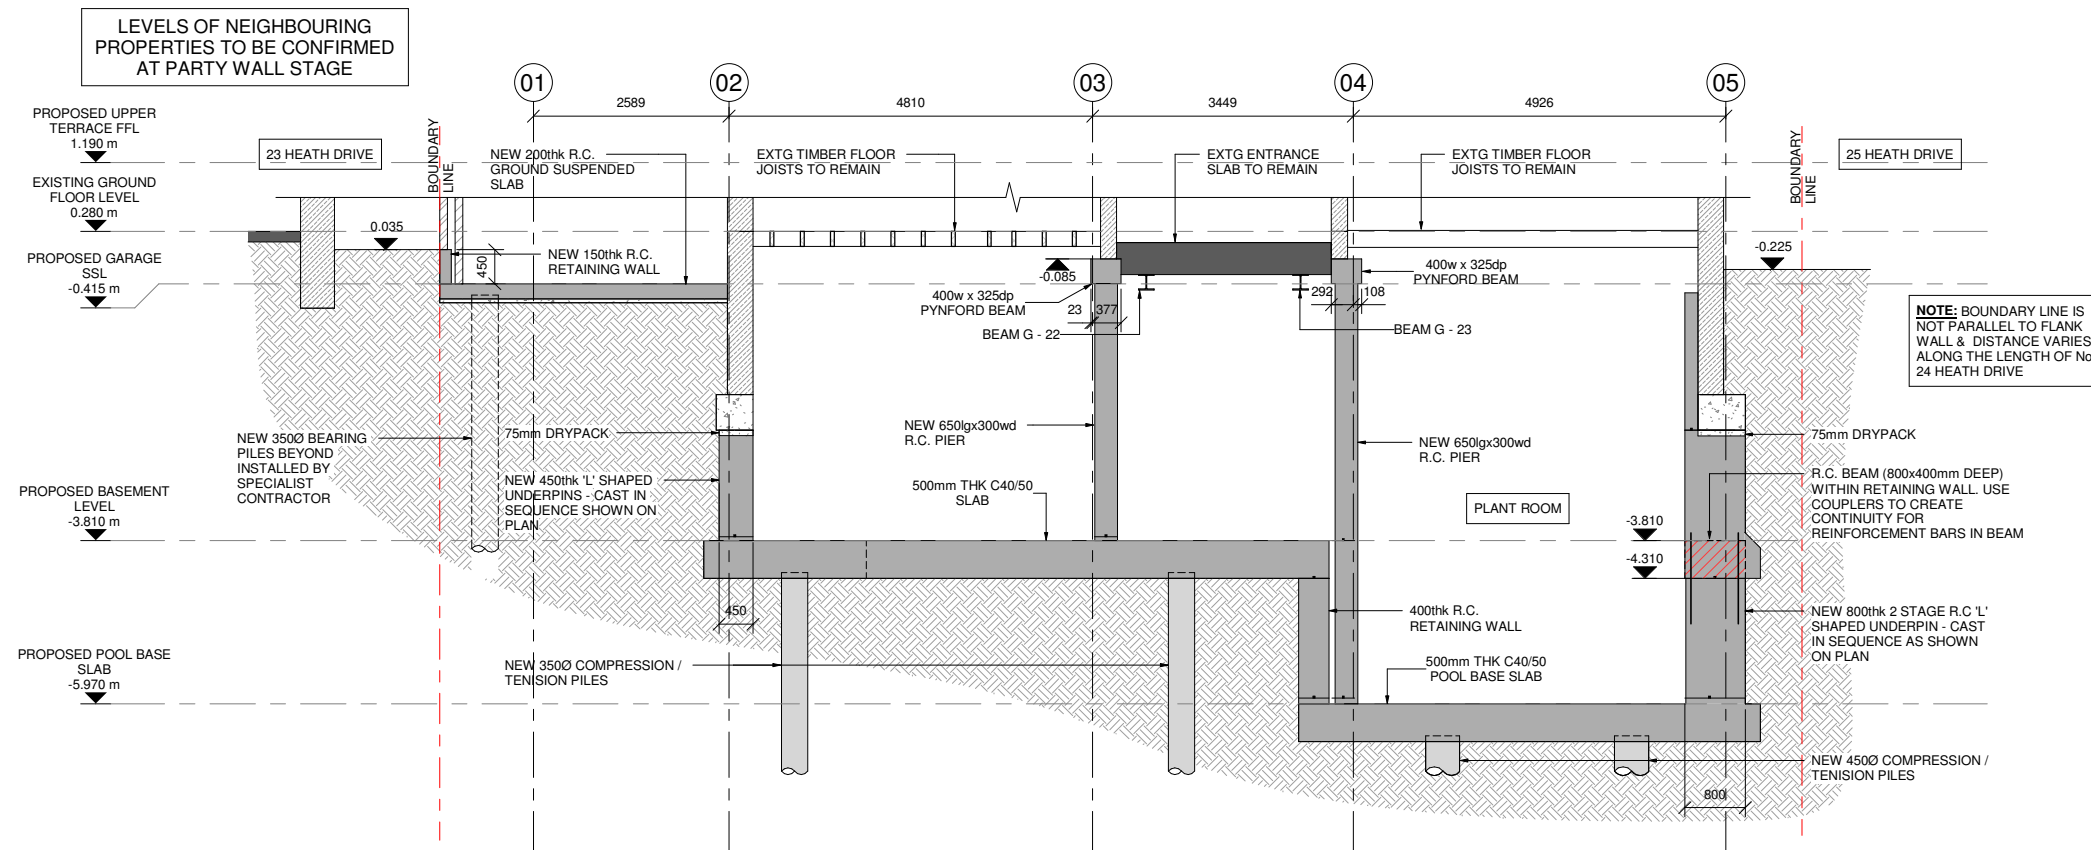 LEVELS OF NEIGHBOURING
PROPERTIES TO BE CONFIRMED
AT PARTY WALL STAGE
01
02
03
04
05
2589
4810
3449
4926
PROPOSED UPPER
TERRACE FFL
1.190 m
EXISTING GROUND
FLOOR LEVEL
0.280 m
PROPOSED GARAGE
SSL
-0.415 m
PROPOSED BASEMENT
LEVEL
-3.810 m
PROPOSED POOL BASE
SLAB
-5.970 m
23 HEATH DRIVE
BOUNDARY
LINE
NEW 200thk R.C.
GROUND SUSPENDED
SLAB
EXTG TIMBER FLOOR
JOISTS TO REMAIN
EXTG ENTRANCE
SLAB TO REMAIN
EXTG TIMBER FLOOR
JOISTS TO REMAIN
BOUNDARY
LINE
25 HEATH DRIVE
0.035
450
NEW 150thk R.C.
RETAINING WALL
-0.085
400w x 325dp
PYNFORD BEAM
23
377
BEAM G - 22
292
108
400w x 325dp
PYNFORD BEAM
BEAM G - 23
-0.225
NOTE: BOUNDARY LINE IS
NOT PARALLEL TO FLANK
WALL & DISTANCE VARIES
ALONG THE LENGTH OF No
24 HEATH DRIVE
NEW 350Ø BEARING
PILES BEYOND
INSTALLED BY
SPECIALIST
CONTRACTOR
75mm DRYPACK
NEW 450thk 'L' SHAPED
UNDERPINS - CAST IN
SEQUENCE SHOWN ON
PLAN
NEW 650lgx300wd
R.C. PIER
500mm THK C40/50
SLAB
NEW 650lgx300wd
R.C. PIER
PLANT ROOM
75mm DRYPACK
R.C. BEAM (800x400mm DEEP)
WITHIN RETAINING WALL. USE
COUPLERS TO CREATE
CONTINUITY FOR
REINFORCEMENT BARS IN BEAM
-3.810
-4.310
450
400thk R.C.
RETAINING WALL
NEW 800thk 2 STAGE R.C 'L'
SHAPED UNDERPIN - CAST
IN SEQUENCE AS SHOWN
ON PLAN
NEW 350Ø COMPRESSION /
TENISION PILES
500mm THK C40/50
POOL BASE SLAB
NEW 450Ø COMPRESSION /
TENISION PILES
800